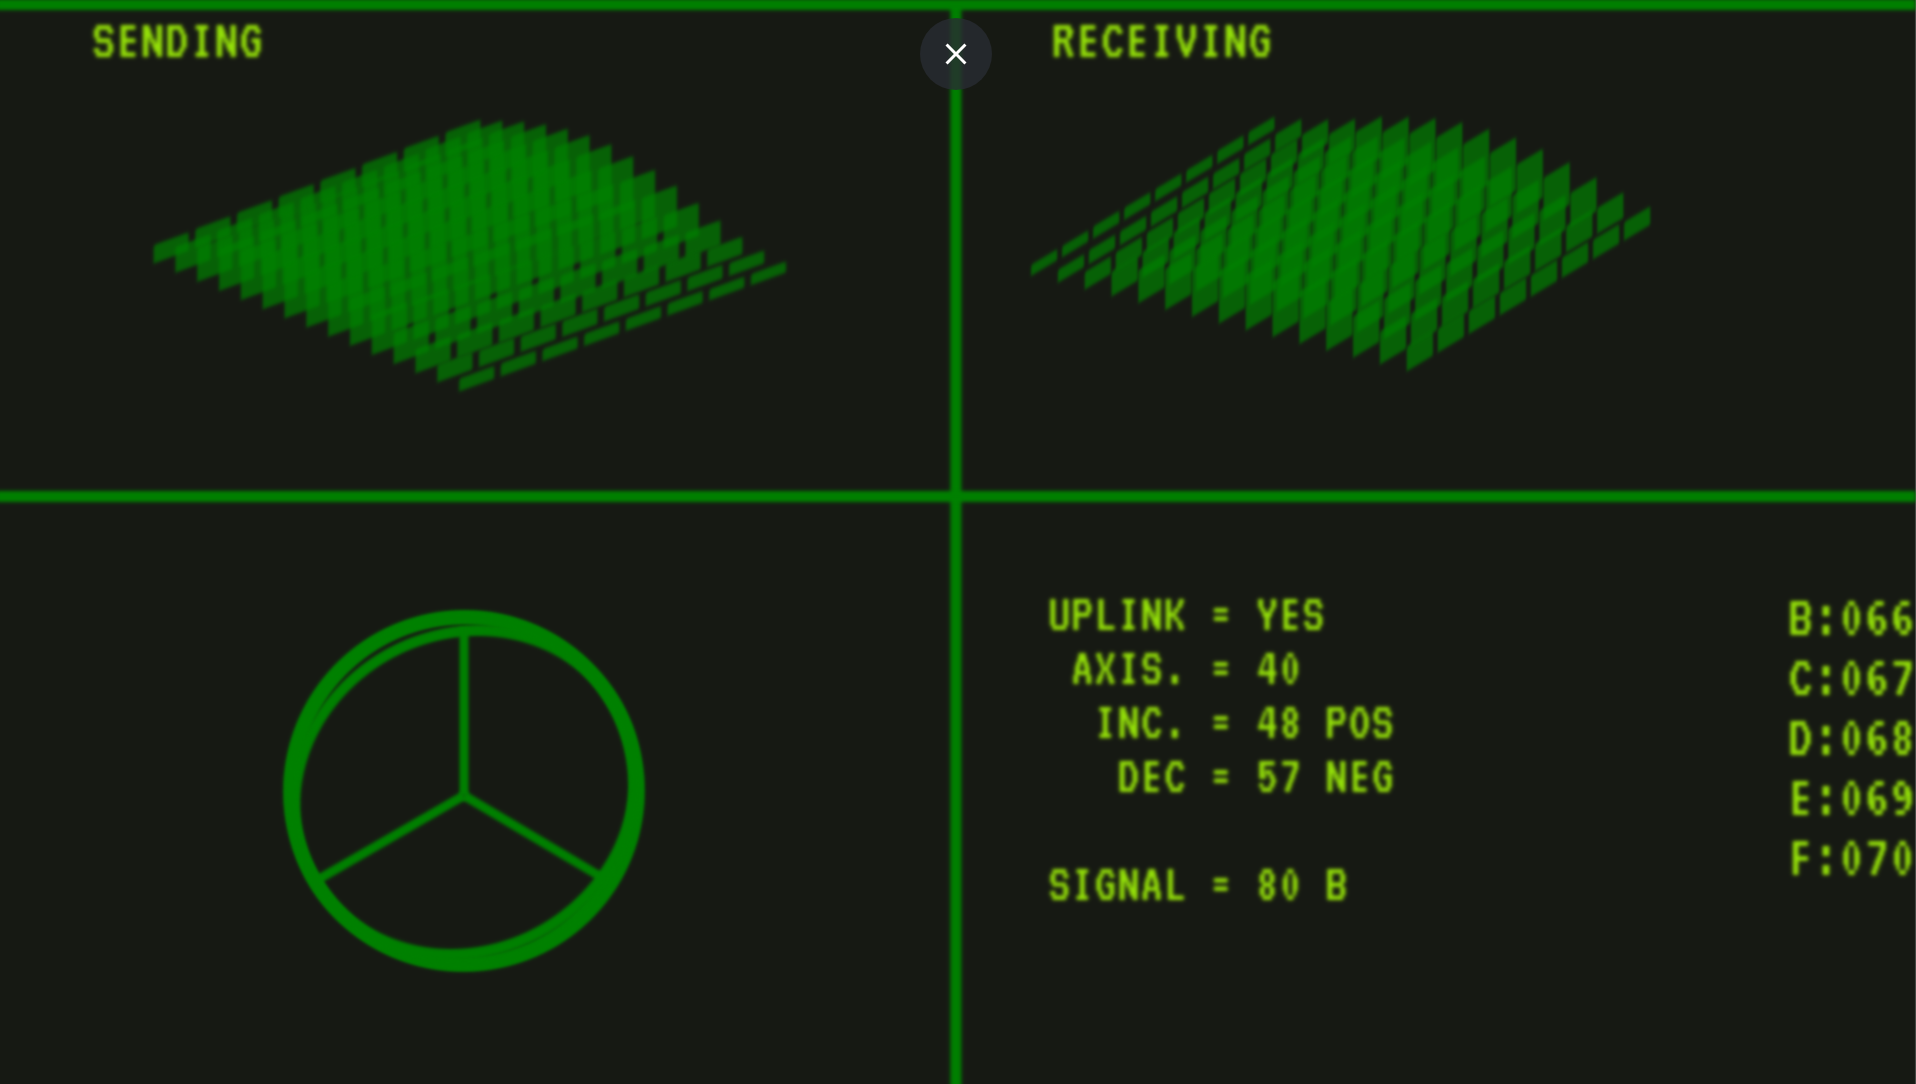 SENDING
RECEIVING
UPLINK = YES
AXIS. = 40
INC. = 48 POS
DEC = 57 NEG
SIGNAL = 80 B
B:066
C:067
D:068
E:069
F:070